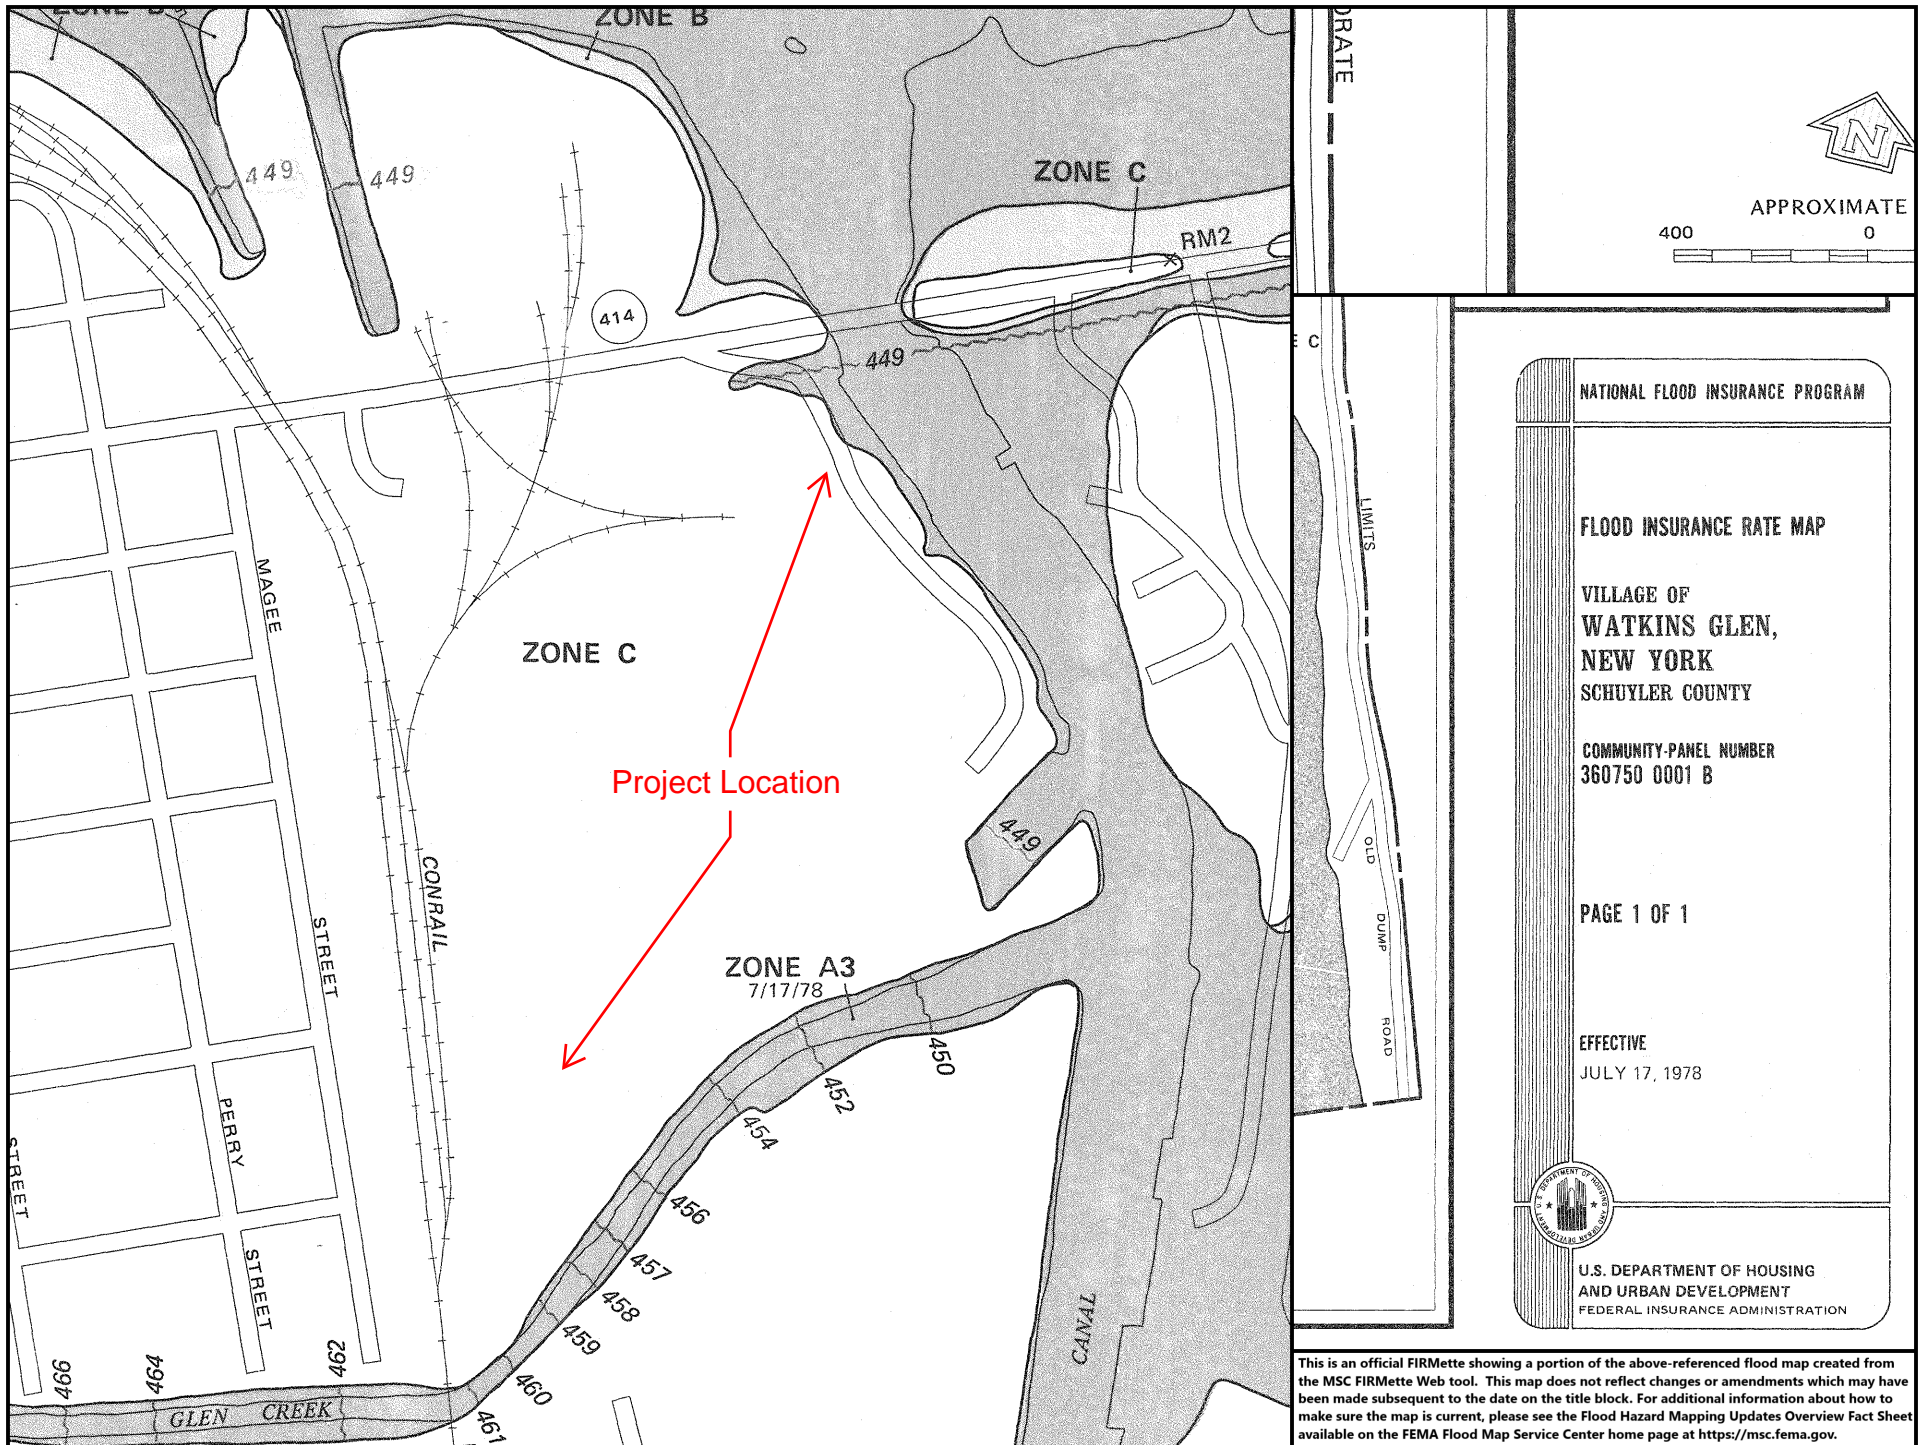 ZONE B
ZONE B
449
449
ZONE C
RM2
414
449
MAGEE
STREET
ZONE C
Project Location
CONRAIL
449
ZONE A3
7/17/78
450
452
454
456
457
458
459
460
461
462
464
466
PERRY
STREET
STREET
GLEN CREEK
CANAL
ORATE
N
APPROXIMATE
400
0
E C
LIMITS
OLD
DUMP
ROAD
NATIONAL FLOOD INSURANCE PROGRAM
FLOOD INSURANCE RATE MAP
VILLAGE OF
WATKINS GLEN,
NEW YORK
SCHUYLER COUNTY
COMMUNITY-PANEL NUMBER
360750 0001 B
PAGE 1 OF 1
EFFECTIVE
JULY 17, 1978
U.S. DEPARTMENT OF HOUSING AND URBAN DEVELOPMENT
U.S. DEPARTMENT OF HOUSING
AND URBAN DEVELOPMENT
FEDERAL INSURANCE ADMINISTRATION
This is an official FIRMette showing a portion of the above-referenced flood map created from
the MSC FIRMette Web tool. This map does not reflect changes or amendments which may have
been made subsequent to the date on the title block. For additional information about how to
make sure the map is current, please see the Flood Hazard Mapping Updates Overview Fact Sheet
available on the FEMA Flood Map Service Center home page at https://msc.fema.gov.